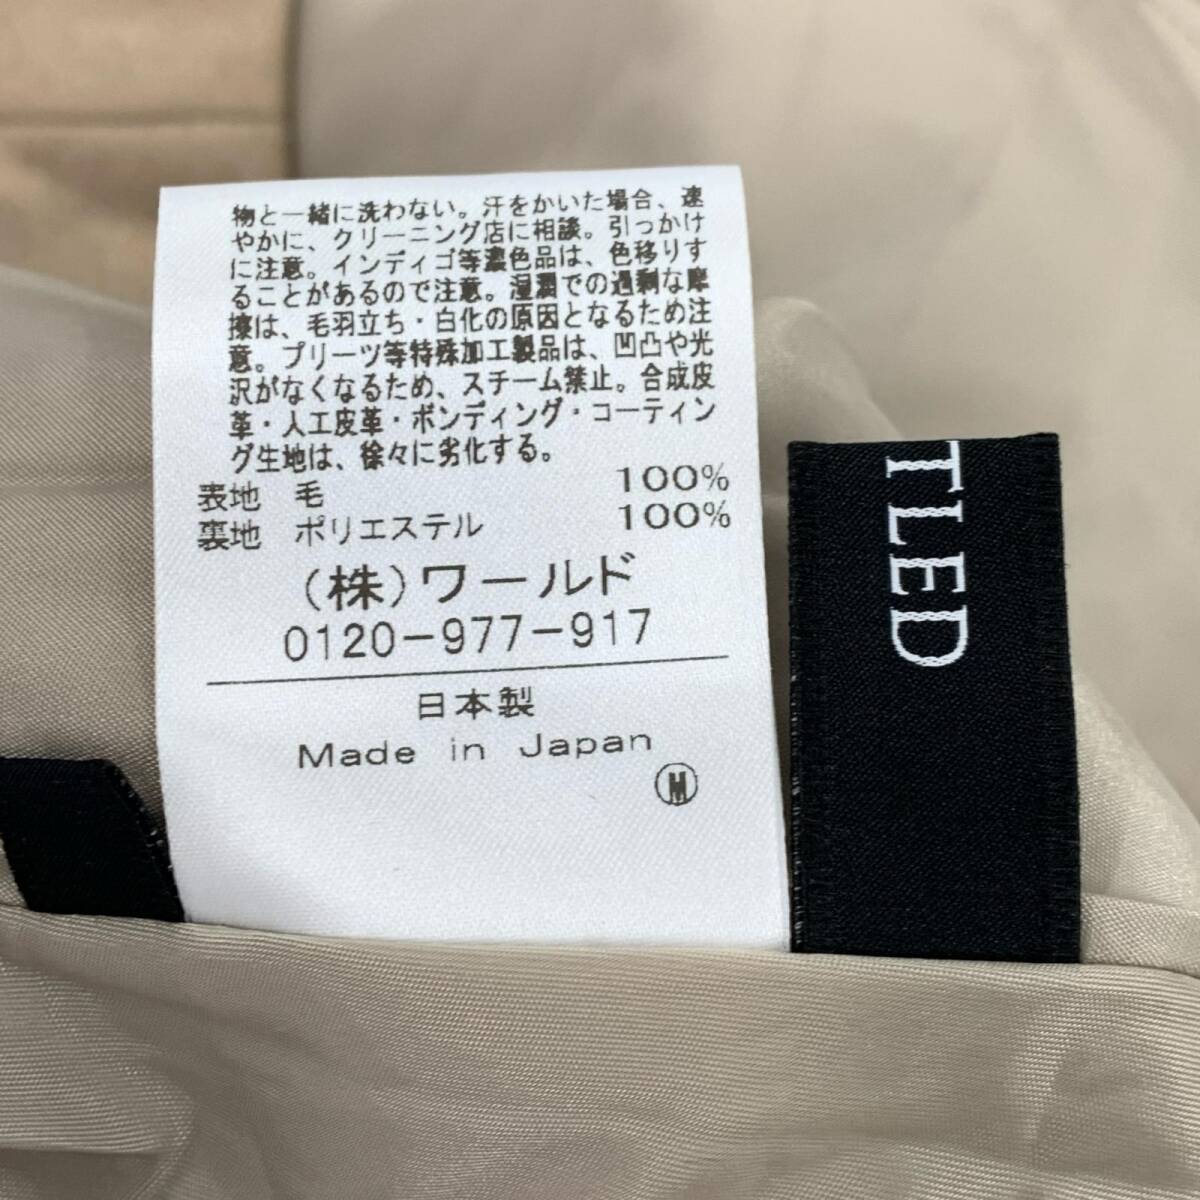 物と一緒に洗わない。汗をかいた場合、速
やかに、クリーニング店に相談。引っかけ
に注意。インディゴ等濃色品は、色移りす
ることがあるので注意。湿潤での過剰な摩
擦は、毛羽立ち・白化の原因となるため注
意。プリーツ等特殊加工製品は、凹凸や光
沢がなくなるため、スチーム禁止。合成皮
革・人工皮革・ボンディング・コーティン
グ生地は、徐々に劣化する。
表地 毛 100%
裏地 ポリエステル 100%
(株)ワールド
0120-977-917
日本製
Made in Japan
Ⓜ
TLED